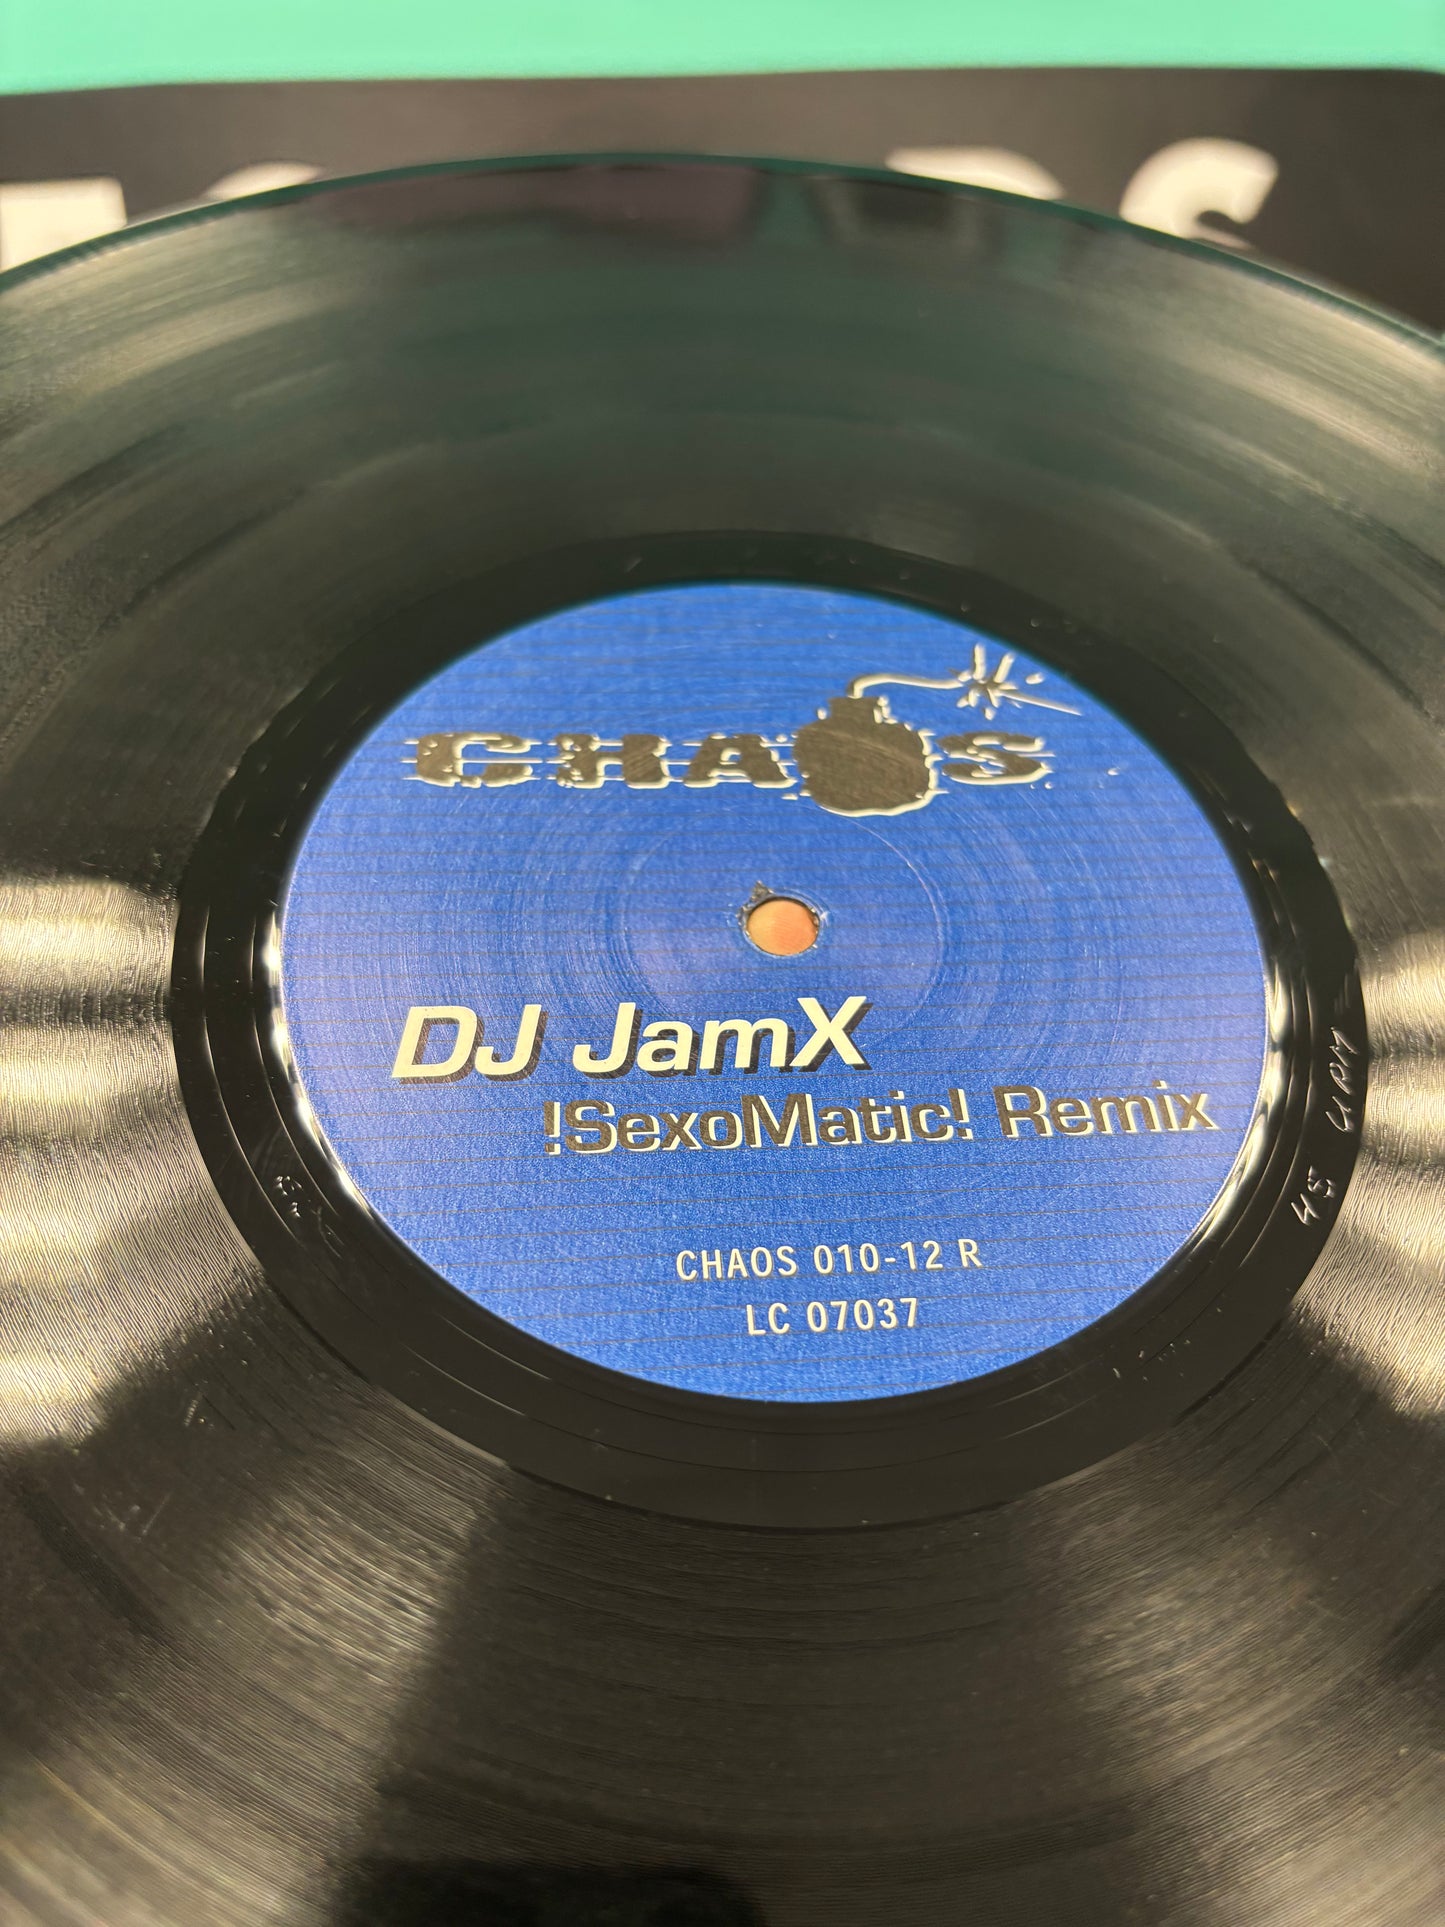 CHAOS
DJ JamX
!SexoMatic! Remix
CHAOS 010-12 R
LC 07037